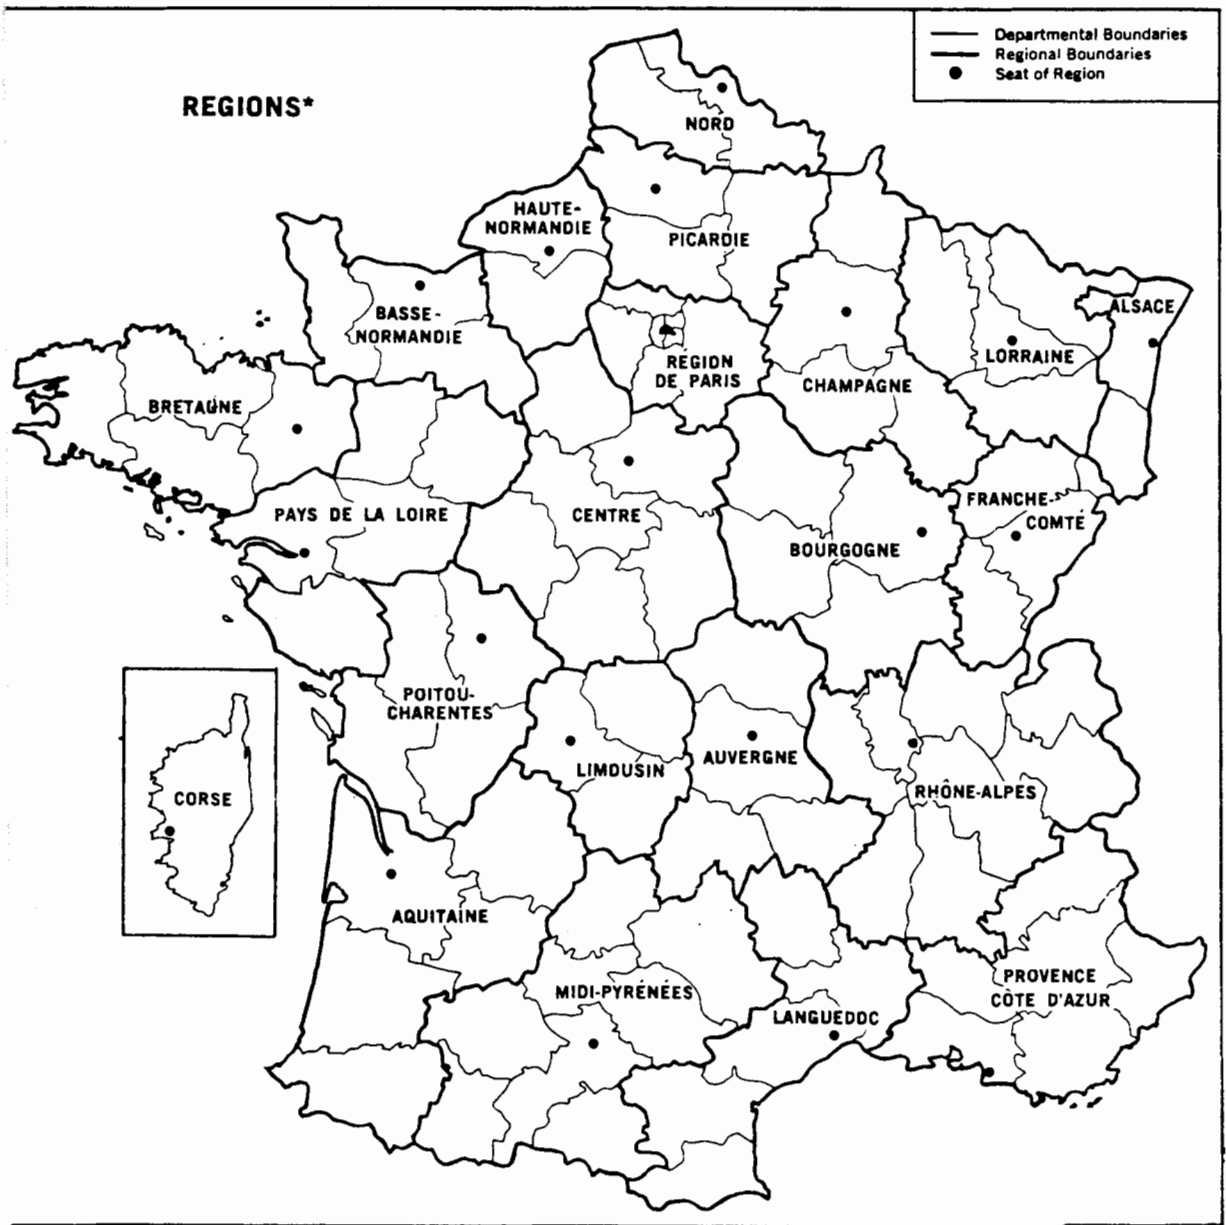 Departmental Boundaries
Regional Boundaries
Seat of Region
REGIONS*
NORD
HAUTE-
NORMANDIE
PICARDIE
BASSE-
NORMANDIE
ALSACE
LORRAINE
RÉGION
DE PARIS
CHAMPAGNE
BRETAGNE
FRANCHE-
COMTÉ
PAYS DE LA LOIRE
CENTRE
BOURGOGNE
POITOU-
CHARENTES
LIMOUSIN
AUVERGNE
RHÔNE-ALPES
CORSE
AQUITAINE
MIDI-PYRÉNÉES
PROVENCE
CÔTE D'AZUR
LANGUEDOC